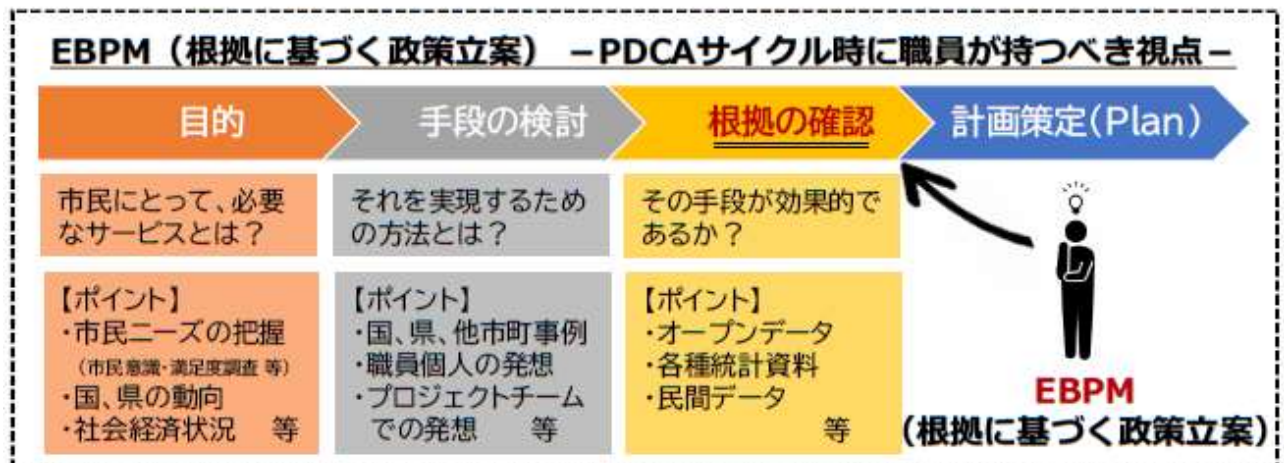 EBPM（根拠に基づく政策立案） －PDCAサイクル時に職員が持つべき視点－
目的
手段の検討
根拠の確認
計画策定(Plan)
市民にとって、必要
なサービスとは？
それを実現するため
の方法とは？
その手段が効果的で
あるか？
【ポイント】
・市民ニーズの把握
（市民意識・満足度調査 等）
・国、県の動向
・社会経済状況 等
【ポイント】
・国、県、他市町事例
・職員個人の発想
・プロジェクトチーム
での発想 等
【ポイント】
・オープンデータ
・各種統計資料
・民間データ
等
EBPM
（根拠に基づく政策立案）